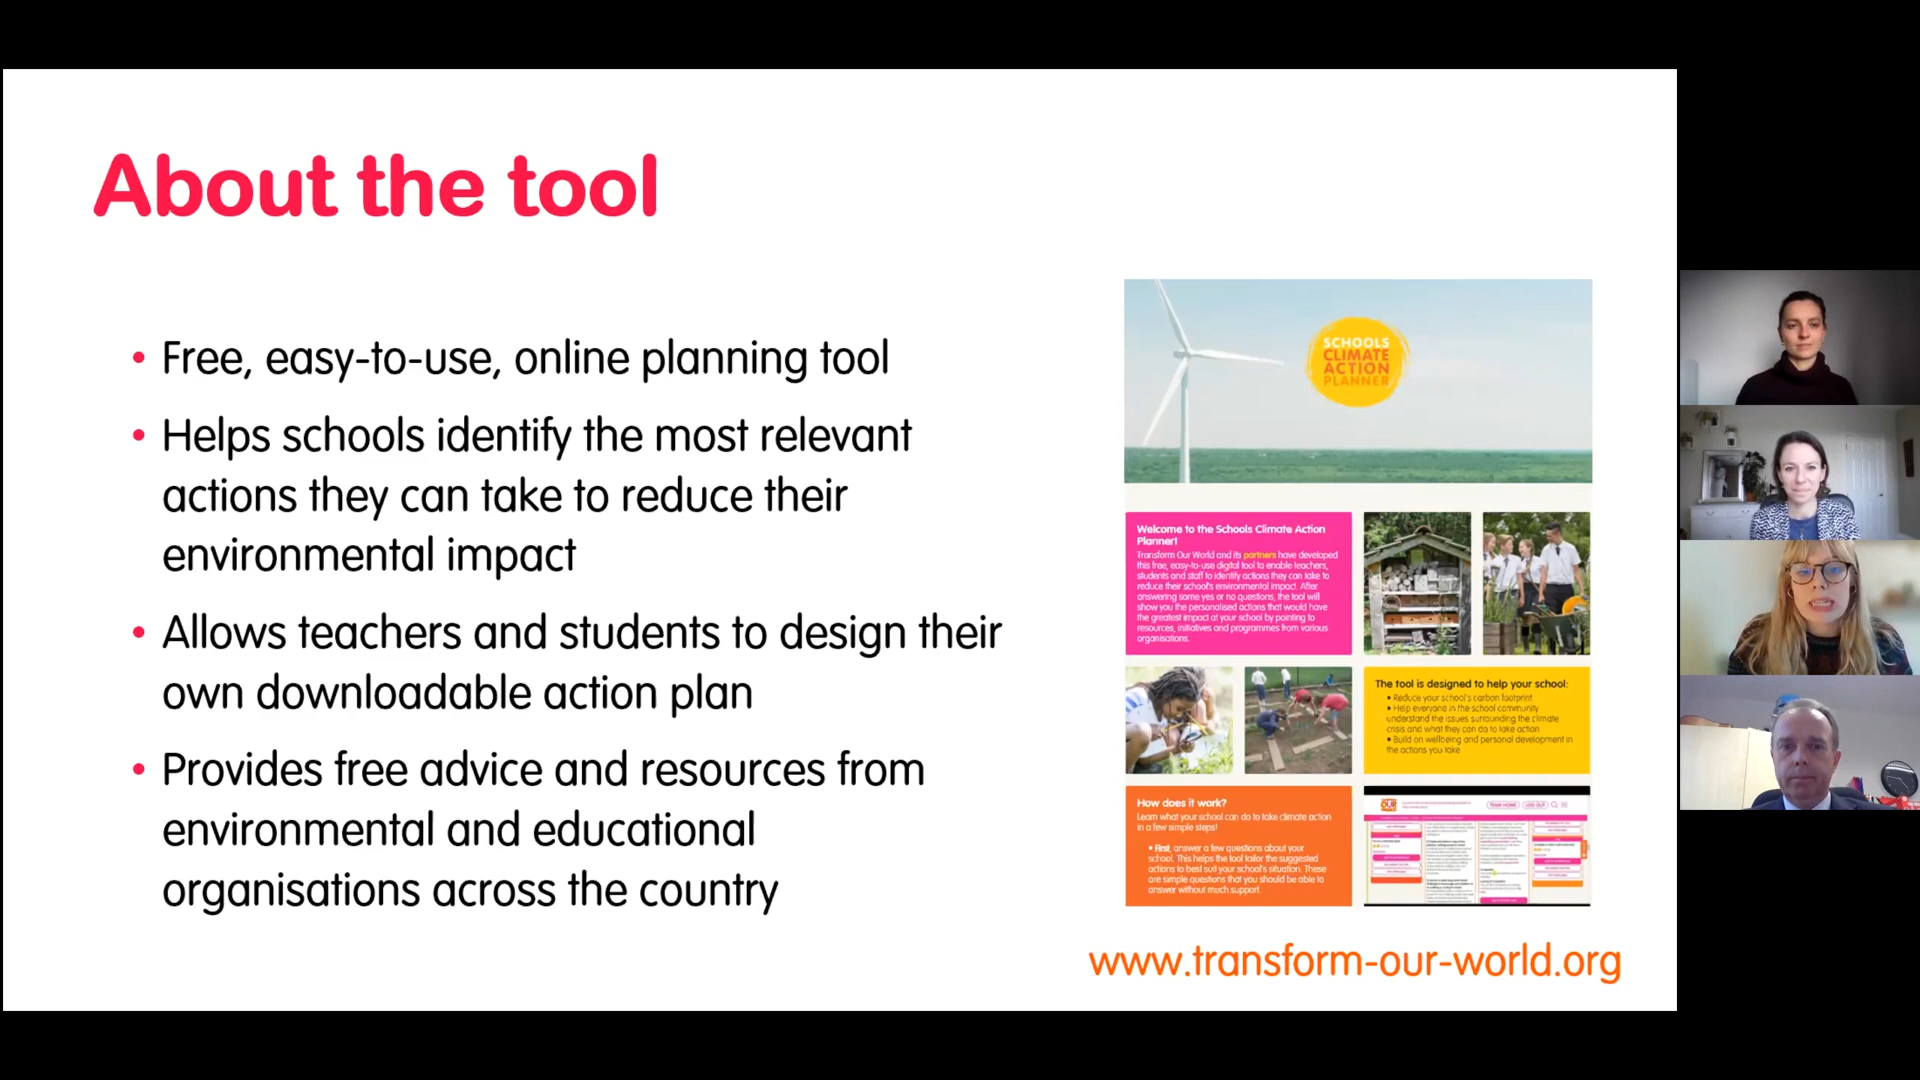 About the tool
• Free, easy-to-use, online planning tool
• Helps schools identify the most relevant
actions they can take to reduce their
environmental impact
• Allows teachers and students to design their
own downloadable action plan
• Provides free advice and resources from
environmental and educational
organisations across the country
SCHOOLS
CLIMATE
ACTION
PLANNER
Welcome to the Schools Climate Action
Planner!
Transform Our World and its partners have developed
this free, easy-to-use digital tool to enable teachers,
students and staff to identify actions they can take to
reduce their school's environmental impact. After
answering some yes or no questions, the tool will
show you the personalised actions that would have
the greatest impact at your school by pointing to
resources, initiatives and programmes from various
organisations.
The tool is designed to help your school:
• Reduce your school's carbon footprint
• Help everyone in the school community
understand the issues surrounding the climate
crisis and what they can do to take action
• Build on wellbeing and personal development in
the actions you take
How does it work?
Learn what your school can do to take climate action
in a few simple steps!
• First, answer a few questions about your
school. This helps the tool tailor the suggested
actions to best suit your school's situation. These
are simple questions that you should be able to
answer without much support.
OUR
TEAM HOME
LOG OUT
www.transform-our-world.org